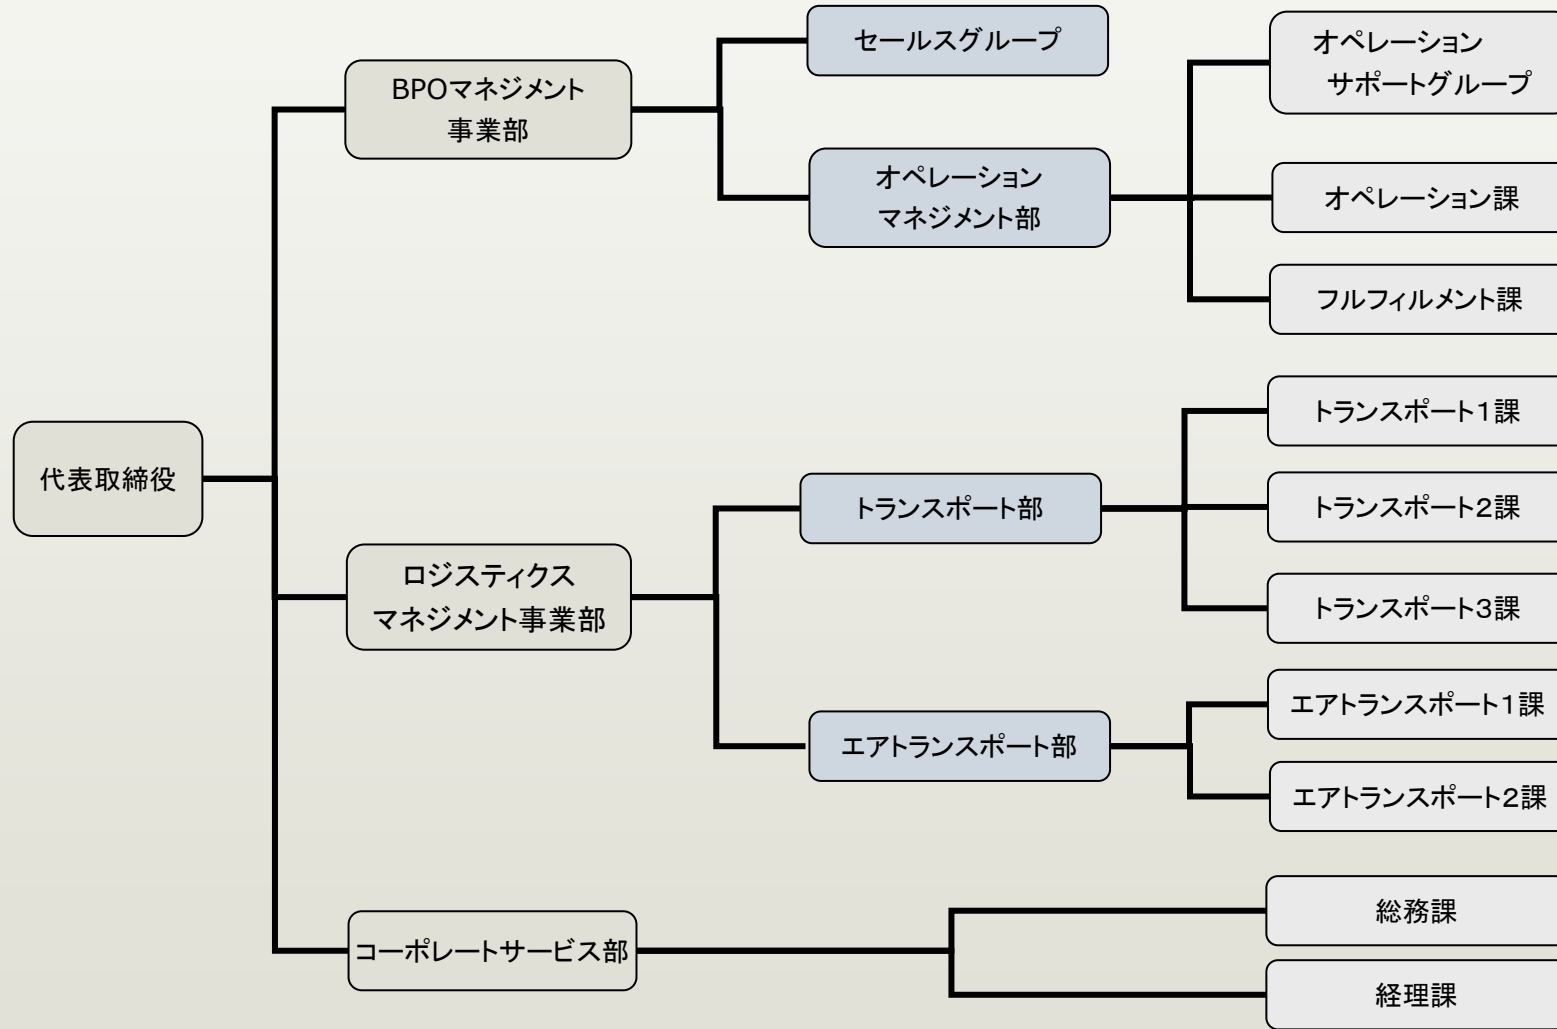 代表取締役
BPOマネジメント
事業部
セールスグループ
オペレーション
マネジメント部
オペレーション
サポートグループ
オペレーション課
フルフィルメント課
ロジスティクス
マネジメント事業部
トランスポート部
トランスポート1課
トランスポート2課
トランスポート3課
エアトランスポート部
エアトランスポート1課
エアトランスポート2課
コーポレートサービス部
総務課
経理課